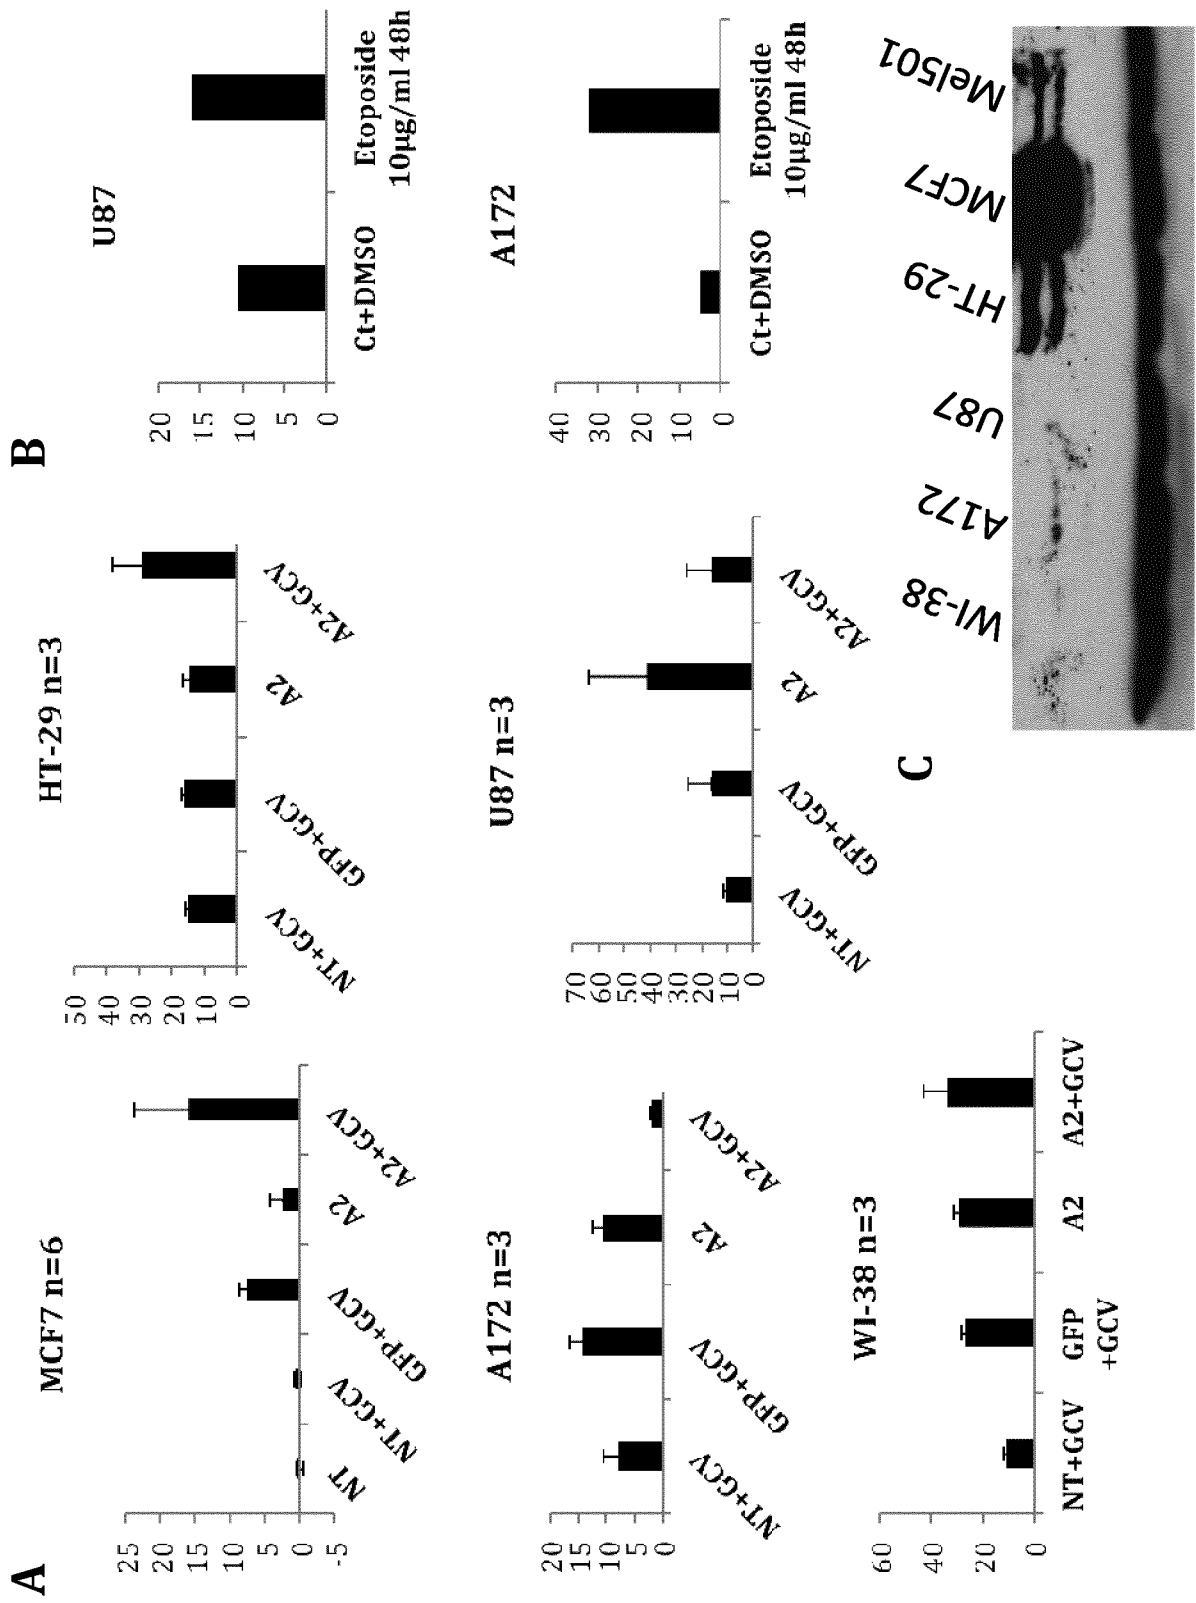 A
MCF7 n=6
25
20
15
10
5
0
-5
NT
NT+GCV
GFP+GCV
A2
A2+GCV
HT-29 n=3
50
40
30
20
10
0
NT+GCV
GFP+GCV
A2
A2+GCV
A172 n=3
20
15
10
5
0
NT+GCV
GFP+GCV
A2
A2+GCV
U87 n=3
70
60
50
40
30
20
10
0
NT+GCV
GFP+GCV
A2
A2+GCV
WI-38 n=3
60
40
20
0
NT+GCV
GFP
+GCV
A2
A2+GCV
B
U87
20
15
10
5
0
Ct+DMSO
Etoposide
10µg/ml 48h
A172
40
30
20
10
0
Ct+DMSO
Etoposide
10µg/ml 48h
C
WI-38
A172
U87
HT-29
MCF7
Mel501